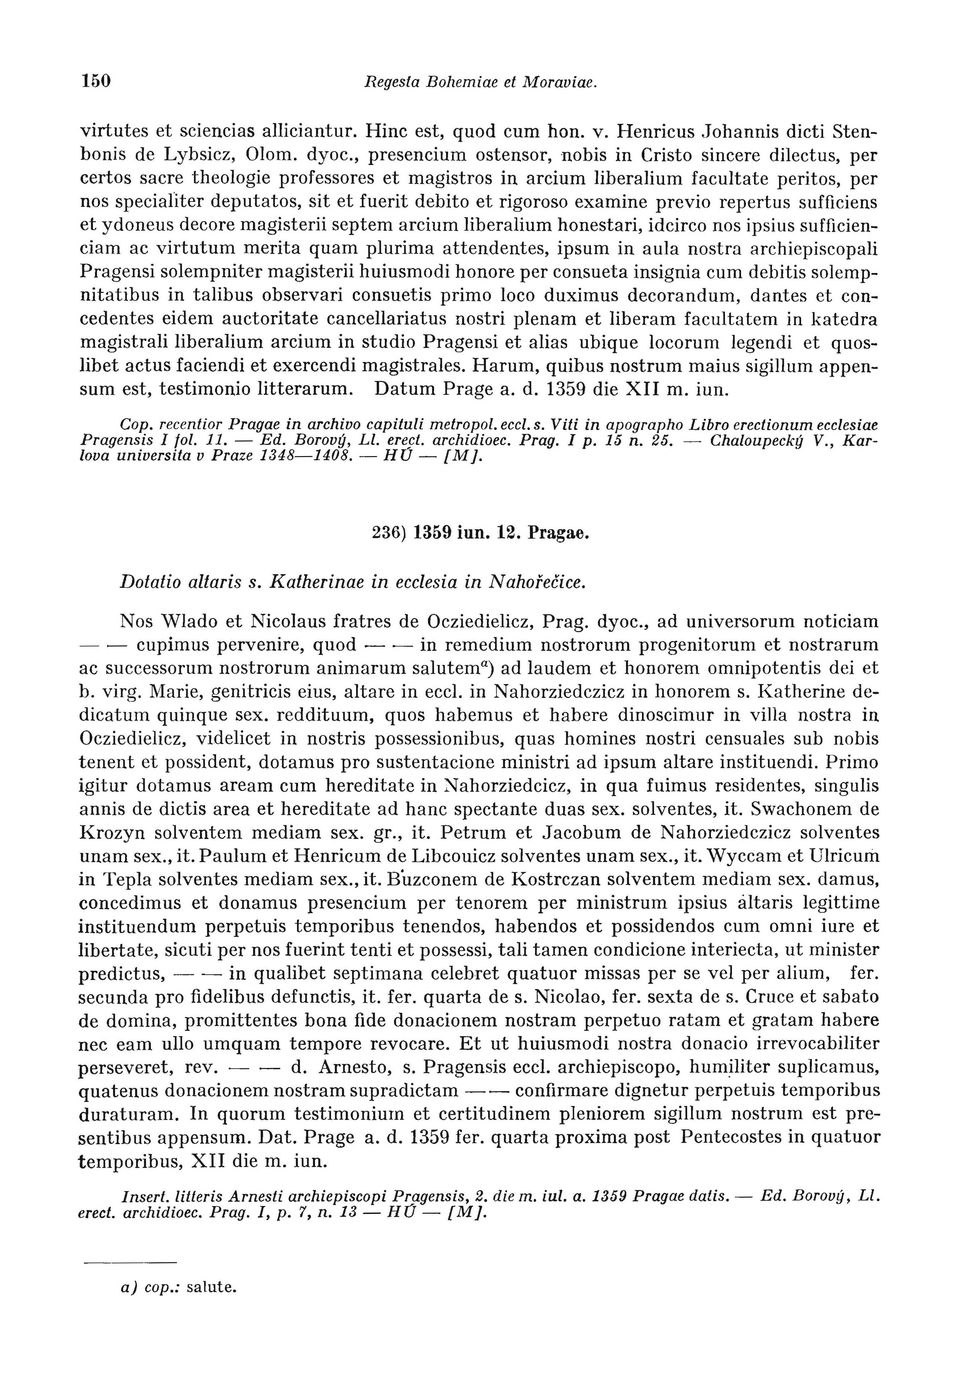 150 Regesta Bohemiae et Moraviae.
virtutes et sciencias alliciantur. Hinc est, quod cum hon. v. Henricus Johannis dicti Sten-
bonis de Lybsicz, Olom. dyoc., presencium ostensor, nobis in Cristo sincere dilectus, per
certos sacre theologie professores et magistros in arcium liberalium facultate peritos, per
nos specialiter deputatos, sit et fuerit debito et rigoroso examine previo repertus sufficiens
et ydoneus decore magisterii septem arcium liberalium honestari, idcirco nos ipsius sufficien-
ciam ac virtutum merita quam plurima attendentes, ipsum in aula nostra archiepiscopali
Pragensi solempniter magisterii huiusmodi honore per consueta insignia cum debitis solemp-
nitatibus in talibus observari consuetis primo loco duximus decorandum, dantes et con-
cedentes eidem auctoritate cancellariatus nostri plenam et liberam facultatem in katedra
magistrali liberalium arcium in studio Pragensi et alias ubique locorum legendi et quos-
libet actus faciendi et exercendi magistrales. Harum, quibus nostrum maius sigillum appen-
sum est, testimonio litterarum. Datum Prage a. d. 1359 die XII m. iun.
Cop. recentior Pragae in archivo capituli metropol. eccl. s. Viti in apographo Libro erectionum ecclesiae
Pragensis I fol. 11. — Ed. Borový, Ll. erect. archidioec. Prag. I p. 15 n. 25. — Chaloupecký V., Kar-
lova universita v Praze 1348—1408. — HÚ — [M].
236) 1359 iun. 12. Pragae.
Dotatio altaris s. Katherinae in ecclesia in Nahořečice.
Nos Wlado et Nicolaus fratres de Ocziedielicz, Prag. dyoc., ad universorum noticiam
— — cupimus pervenire, quod — — in remedium nostrorum progenitorum et nostrarum
ac successorum nostrorum animarum salutem a) ad laudem et honorem omnipotentis dei et
b. virg. Marie, genitricis eius, altare in eccl. in Nahorziedczicz in honorem s. Katherine de-
dicatum quinque sex. reddituum, quos habemus et habere dinoscimur in villa nostra in
Ocziedielicz, videlicet in nostris possessionibus, quas homines nostri censuales sub nobis
tenent et possident, dotamus pro sustentacione ministri ad ipsum altare instituendi. Primo
igitur dotamus aream cum hereditate in Nahorziedcicz, in qua fuimus residentes, singulis
annis de dictis area et hereditate ad hanc spectante duas sex. solventes, it. Swachonem de
Krozyn solventem mediam sex. gr., it. Petrum et Jacobum de Nahorziedczicz solventes
unam sex., it. Paulum et Henricum de Libcouicz solventes unam sex., it. Wyccam et Ulricum
in Tepla solventes mediam sex., it. Buzconem de Kostrczan solventem mediam sex. damus,
concedimus et donamus presencium per tenorem per ministrum ipsius altaris legittime
instituendum perpetuis temporibus tenendos, habendos et possidendos cum omni iure et
libertate, sicuti per nos fuerint tenti et possessi, tali tamen condicione interiecta, ut minister
predictus, — — in qualibet septimana celebret quatuor missas per se vel per alium, fer.
secunda pro fidelibus defunctis, it. fer. quarta de s. Nicolao, fer. sexta de s. Cruce et sabato
de domina, promittentes bona fide donacionem nostram perpetuo ratam et gratam habere
nec eam ullo umquam tempore revocare. Et ut huiusmodi nostra donacio irrevocabiliter
perseveret, rev. — — d. Arnesto, s. Pragensis eccl. archiepiscopo, humiliter suplicamus,
quatenus donacionem nostram supradictam — — confirmare dignetur perpetuis temporibus
duraturam. In quorum testimonium et certitudinem pleniorem sigillum nostrum est pre-
sentibus appensum. Dat. Prage a. d. 1359 fer. quarta proxima post Pentecostes in quatuor
temporibus, XII die m. iun.
Insert. litteris Arnesti archiepiscopi Pragensis, 2. die m. iul. a. 1359 Pragae datis. — Ed. Borový, Ll.
erect. archidioec. Prag. I, p. 7, n. 13 — HÚ — [M].
a) cop.: salute.